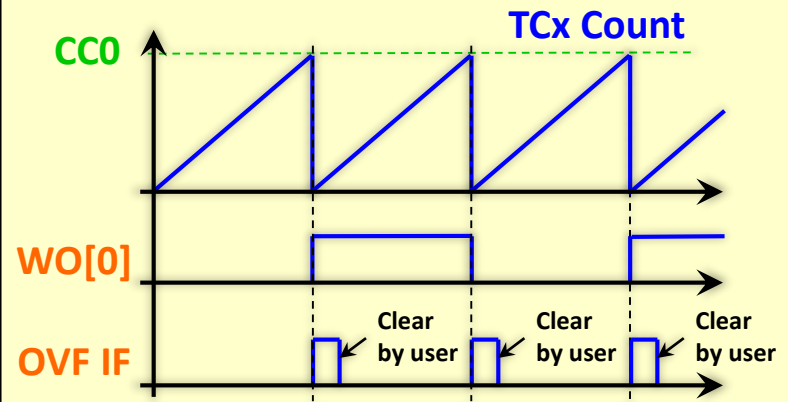 TCx Count
CC0
WO[0]
OVF IF
Clear
by user
Clear
by user
Clear
by user